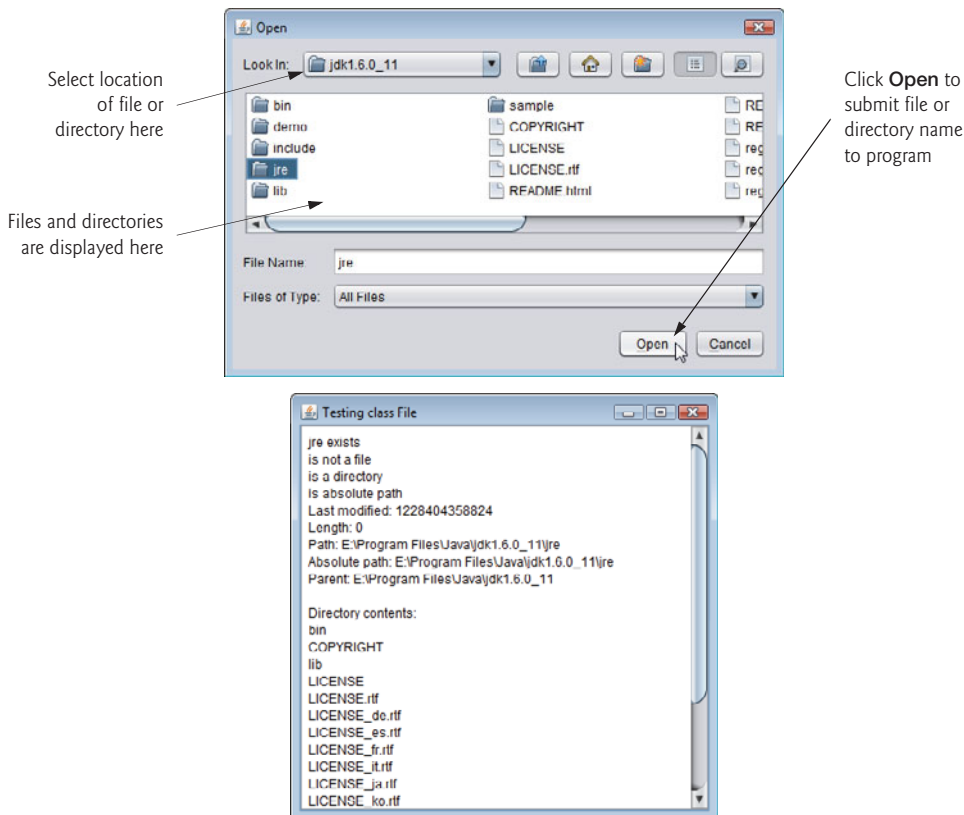 Open
Select location
of file or
directory here
Look In: jdk1.6.0_11
Click Open to
submit file or
directory name
to program
bin
demo
include
jre
lib
sample
COPYRIGHT
LICENSE
LICENSE.rtf
README.html
RE
RE
reg
reg
reg
Files and directories
are displayed here
File Name: jre
Files of Type: All Files
Open Cancel
Testing class File
jre exists
is not a file
is a directory
is absolute path
Last modified: 1228404358824
Length: 0
Path: E:\Program Files\Java\jdk1.6.0_11\jre
Absolute path: E:\Program Files\Java\jdk1.6.0_11\jre
Parent: E:\Program Files\Java\jdk1.6.0_11
Directory contents:
bin
COPYRIGHT
lib
LICENSE
LICENSE.rtf
LICENSE_de.rtf
LICENSE_es.rtf
LICENSE_fr.rtf
LICENSE_it.rtf
LICENSE_ja.rtf
LICENSE_ko.rtf